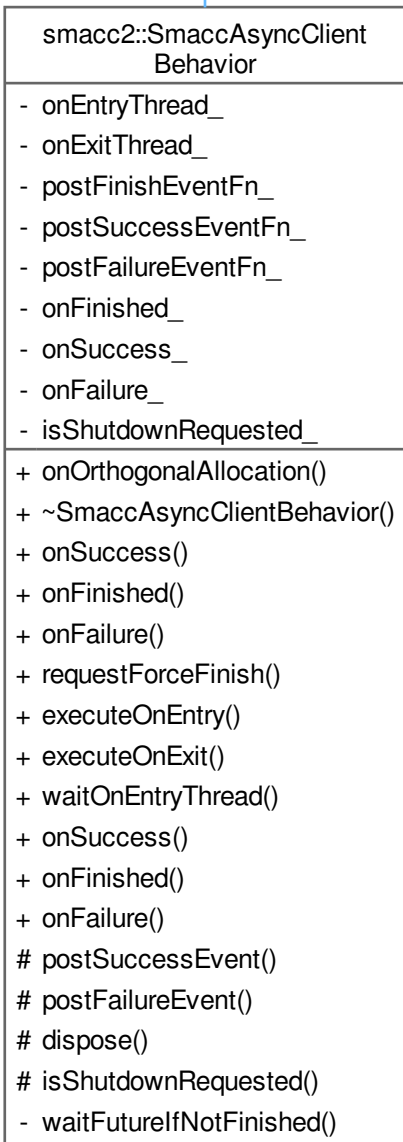 smacc2::SmaccAsyncClient
Behavior
- onEntryThread_
- onExitThread_
- postFinishEventFn_
- postSuccessEventFn_
- postFailureEventFn_
- onFinished_
- onSuccess_
- onFailure_
- isShutdownRequested_
+ onOrthogonalAllocation()
+ ~SmaccAsyncClientBehavior()
+ onSuccess()
+ onFinished()
+ onFailure()
+ requestForceFinish()
+ executeOnEntry()
+ executeOnExit()
+ waitOnEntryThread()
+ onSuccess()
+ onFinished()
+ onFailure()
# postSuccessEvent()
# postFailureEvent()
# dispose()
# isShutdownRequested()
- waitFutureIfNotFinished()